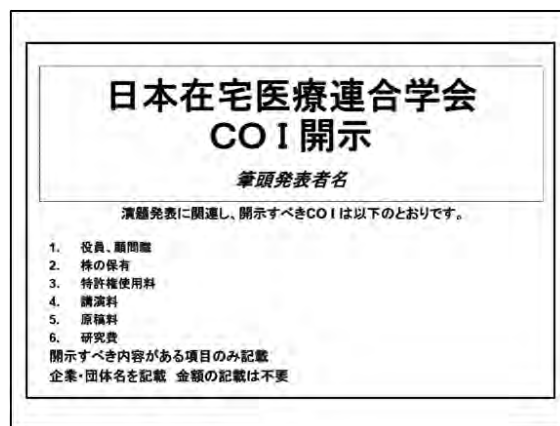 日本在宅医療連合学会
CO I 開示
筆頭発表者名
演題発表に関連し、開示すべきCO I は以下のとおりです。
1. 役員、顧問職
2. 株の保有
3. 特許権使用料
4. 講演料
5. 原稿料
6. 研究費
開示すべき内容がある項目のみ記載
企業・団体名を記載 金額の記載は不要